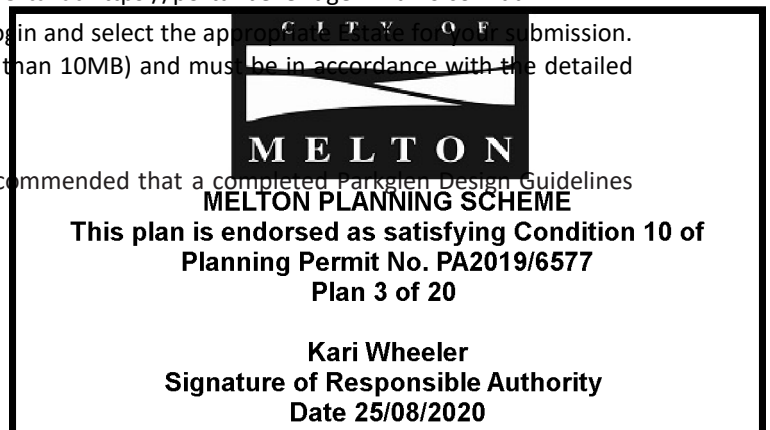 CITY OF
gin and select the appropriate Estate for your submission.
than 10MB) and must be in accordance with the detailed
MELTON
commended that a completed Parkglen Design Guidelines
MELTON PLANNING SCHEME
This plan is endorsed as satisfying Condition 10 of
Planning Permit No. PA2019/6577
Plan 3 of 20
Kari Wheeler
Signature of Responsible Authority
Date 25/08/2020